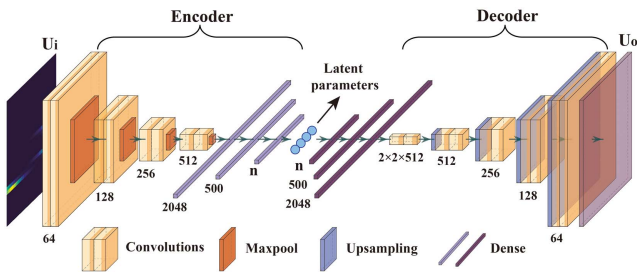 Encoder
Decoder
Ui
Uo
Latent
parameters
64
128
256
512
2048
500
n
n
500
2048
2×2×512
512
256
128
64
Convolutions
Maxpool
Upsampling
Dense